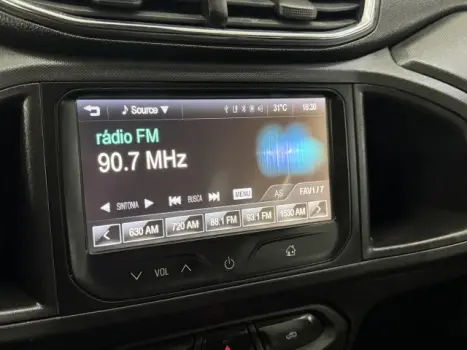 ♪ Source ▼ 31°C 18:30
rádio FM
90.7 MHz
◀ SINTONIA ▶ ⏮ BUSCA ⏭ MENU AS FAV1/7
< 630 AM 720 AM 88.1 FM 93.1 FM 1530 AM >
VOL